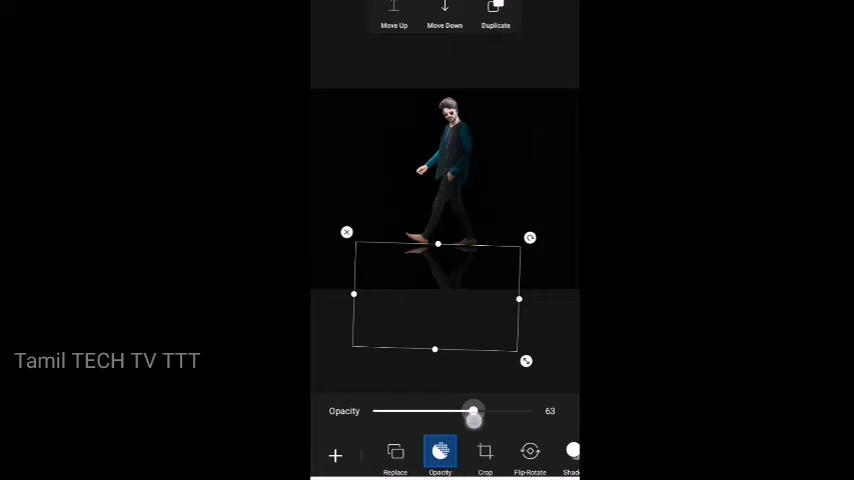 Move Up Move Down Duplicate
Tamil TECH TV TTT
Opacity 63
Replace Opacity Crop Flip-Rotate